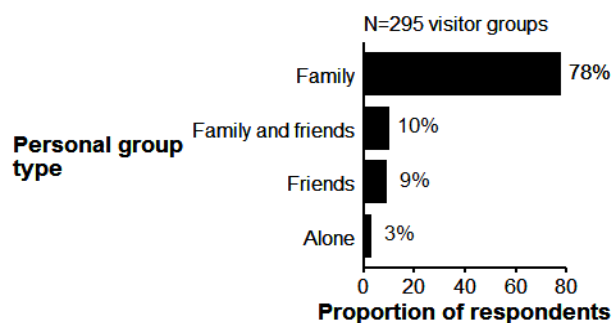 N=295 visitor groups
Personal group
type
Family 78%
Family and friends 10%
Friends 9%
Alone 3%
0 20 40 60 80
Proportion of respondents